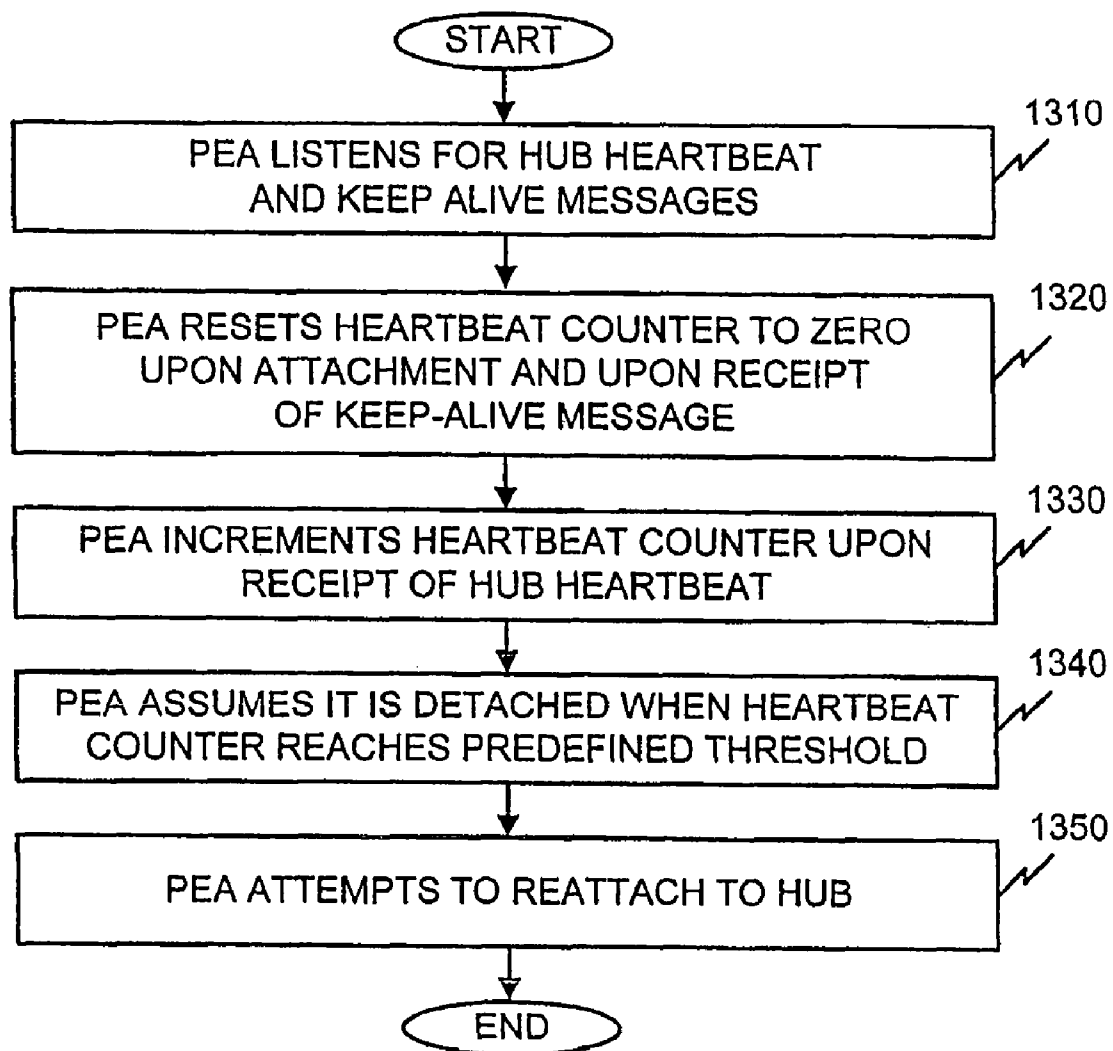 START
1310
PEA LISTENS FOR HUB HEARTBEAT
AND KEEP ALIVE MESSAGES
1320
PEA RESETS HEARTBEAT COUNTER TO ZERO
UPON ATTACHMENT AND UPON RECEIPT
OF KEEP-ALIVE MESSAGE
1330
PEA INCREMENTS HEARTBEAT COUNTER UPON
RECEIPT OF HUB HEARTBEAT
1340
PEA ASSUMES IT IS DETACHED WHEN HEARTBEAT
COUNTER REACHES PREDEFINED THRESHOLD
1350
PEA ATTEMPTS TO REATTACH TO HUB
END